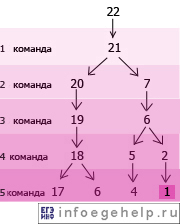 22
1 команда 21
2 команда 20 7
3 команда 19 6
4 команда 18 5 2
5 команда 17 6 4 1
ЕГЭ ИНФО infoegehelp.ru